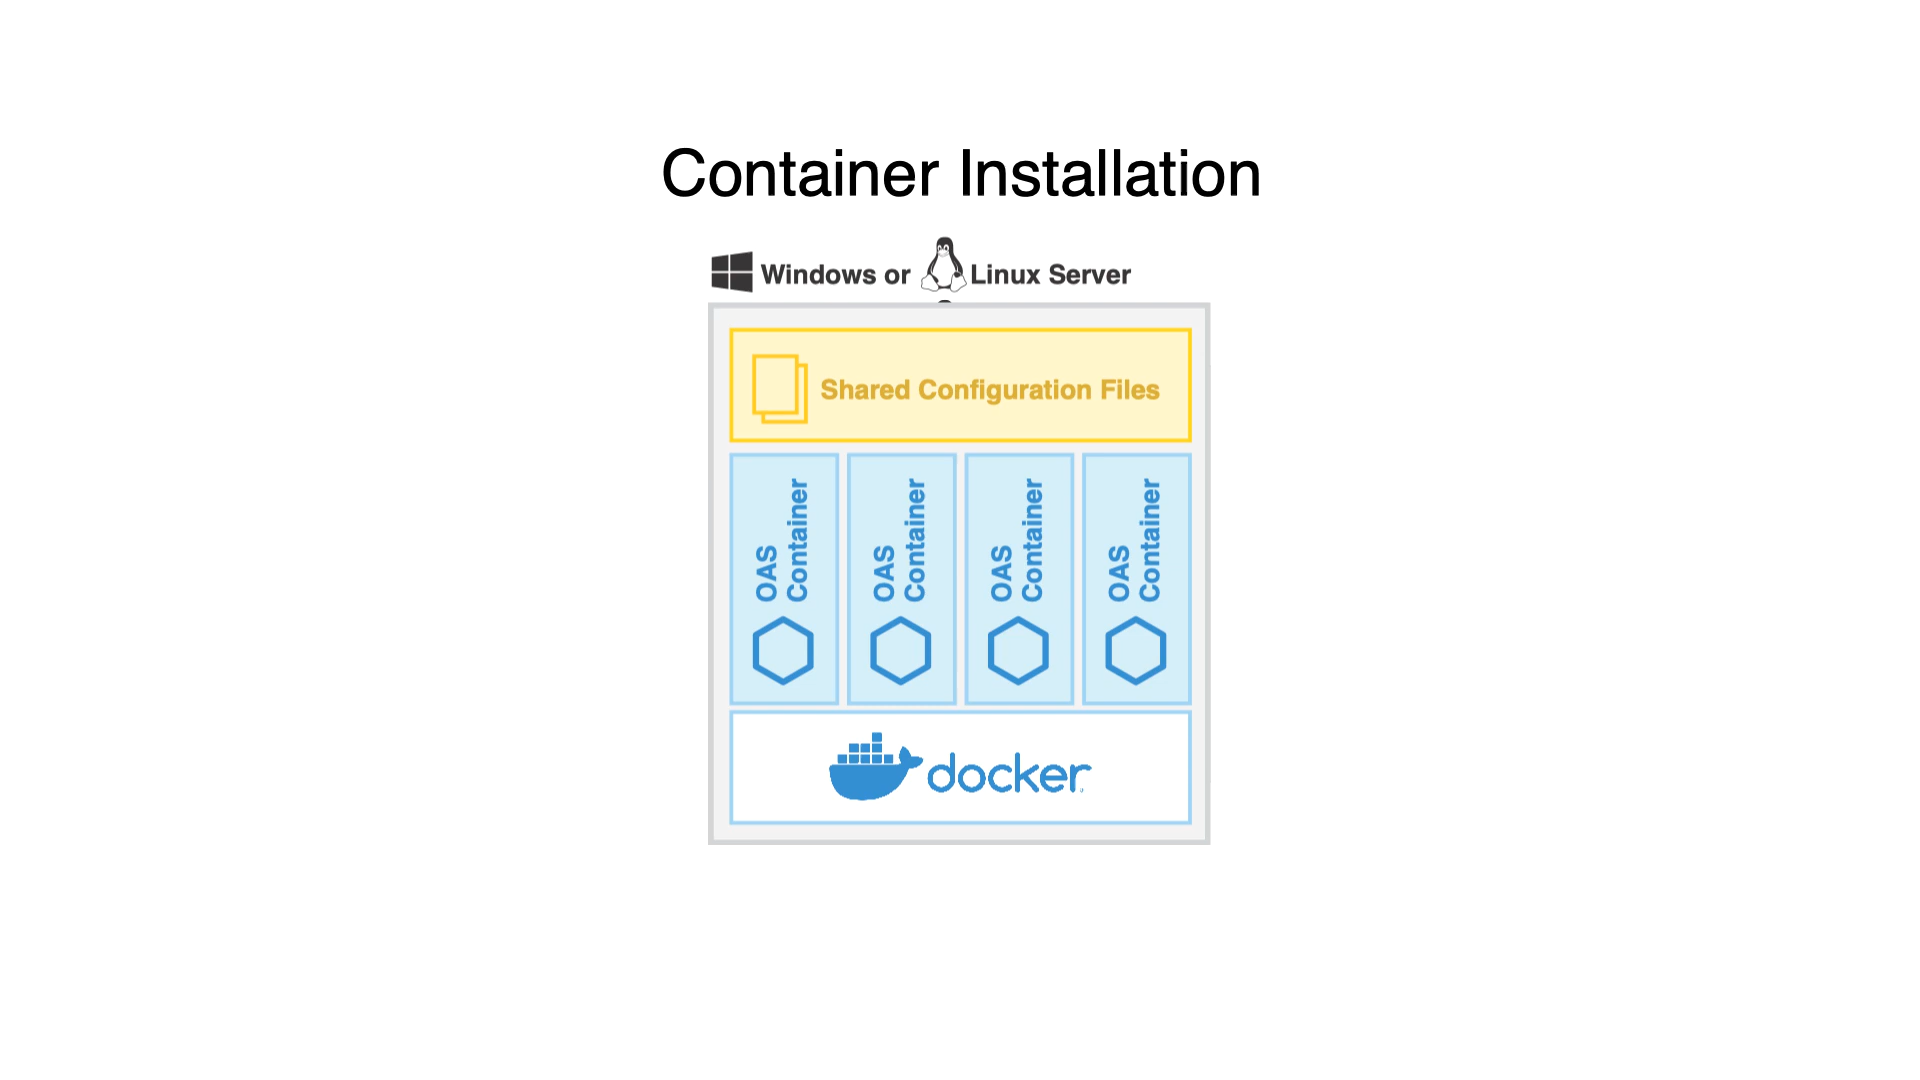 Container Installation
Windows or Linux Server
Shared Configuration Files
OAS
Container
OAS
Container
OAS
Container
OAS
Container
docker